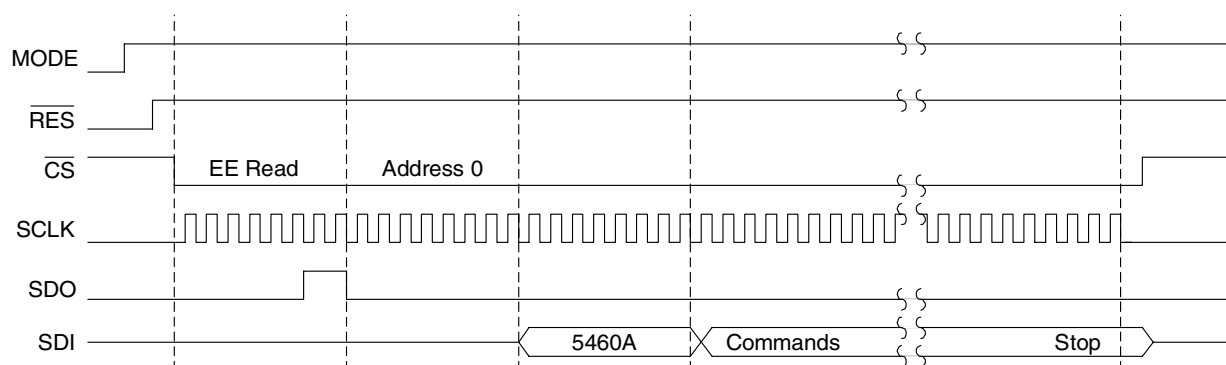 MODE
RES
CS EE Read Address 0
SCLK
SDO
SDI 5460A Commands Stop